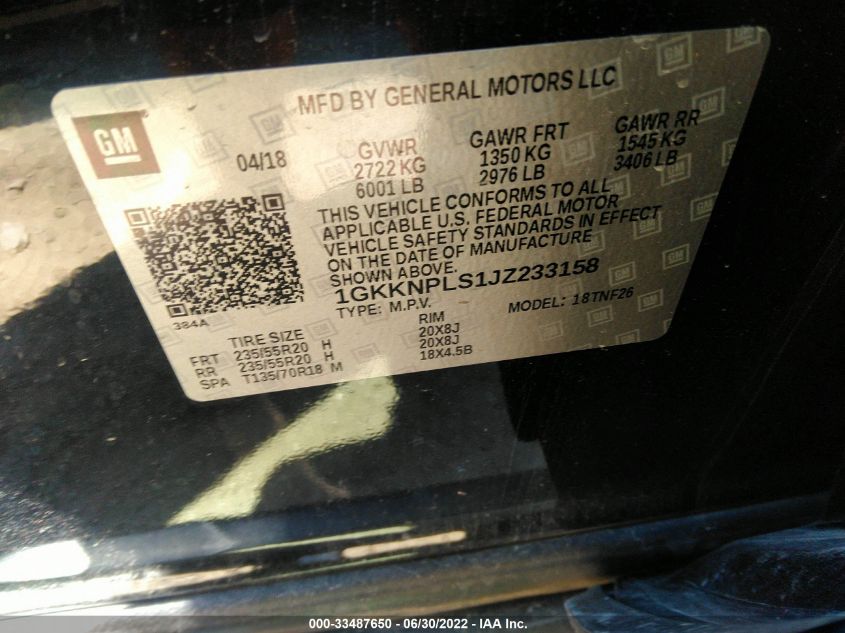 MFD BY GENERAL MOTORS LLC
GM
04/18
GVWR GAWR FRT GAWR RR
2722 KG 1350 KG 1545 KG
6001 LB 2976 LB 3406 LB
THIS VEHICLE CONFORMS TO ALL
APPLICABLE U.S. FEDERAL MOTOR
VEHICLE SAFETY STANDARDS IN EFFECT
ON THE DATE OF MANUFACTURE
SHOWN ABOVE.
1GKKNPLS1JZ233158
TYPE: M.P.V. MODEL: 18TNF26
384A
TIRE SIZE RIM
FRT 235/55R20 H 20X8J
RR 235/55R20 H 20X8J
SPA T135/70R18 M 18X4.5B
000-33487650 - 06/30/2022 - IAA Inc.